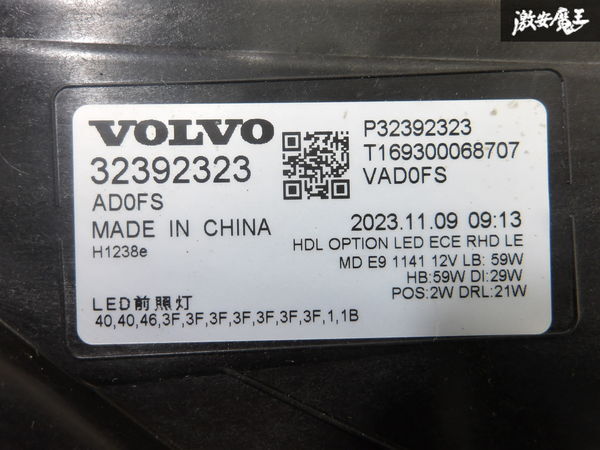 激安魔王
VOLVO
32392323
AD0FS
MADE IN CHINA
H1238e
P32392323
T169300068707
VAD0FS
2023.11.09 09:13
HDL OPTION LED ECE RHD LE
MD E9 1141 12V LB: 59W
HB:59W DI:29W
POS:2W DRL:21W
LED前照灯
40,40,46,3F,3F,3F,3F,3F,3F,3F,1,1B